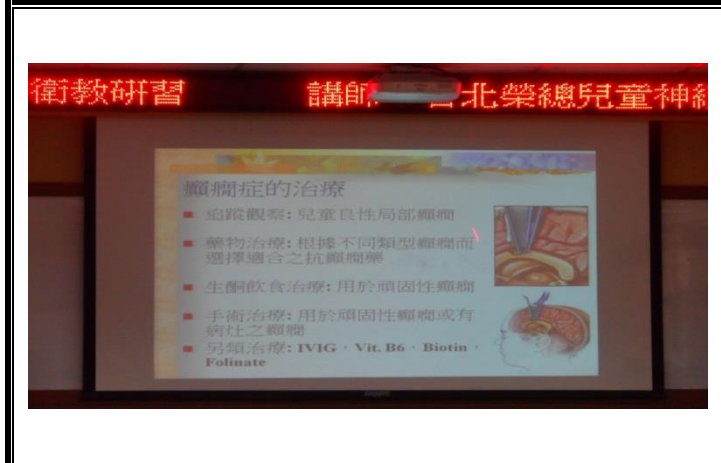 衛教研習 講師 台北榮總兒童神經
癲癇症的治療
追蹤觀察: 兒童良性局部癲癇
藥物治療: 根據不同類型癲癇而
選擇適合之抗癲癇藥
生酮飲食治療: 用於頑固性癲癇
手術治療: 用於頑固性癲癇或有
病灶之癲癇
另類治療: IVIG、Vit. B6、Biotin、
Folinate